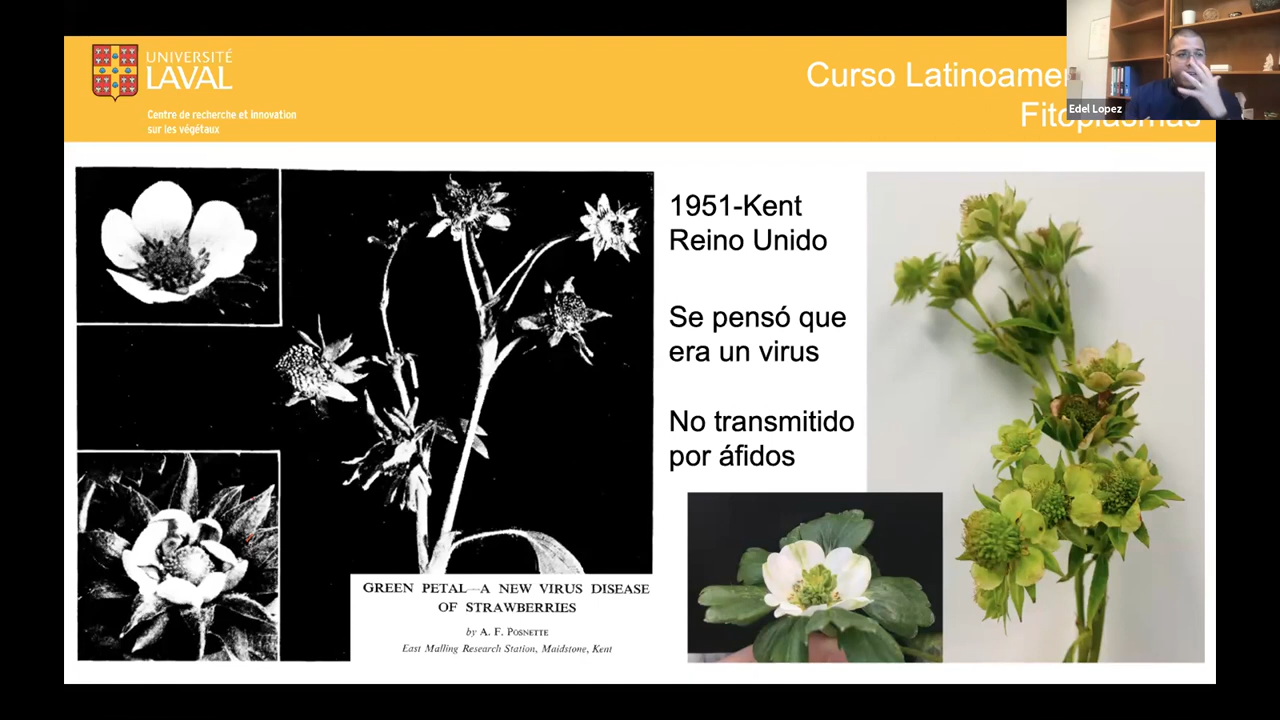 UNIVERSITÉ
LAVAL
Centre de recherche et innovation
sur les végétaux
Edel Lopez
1951-Kent
Reino Unido
Se pensó que
era un virus
No transmitido
por áfidos
GREEN PETAL—A NEW VIRUS DISEASE
OF STRAWBERRIES
by A. F. POSNETTE
East Malling Research Station, Maidstone, Kent
Curso